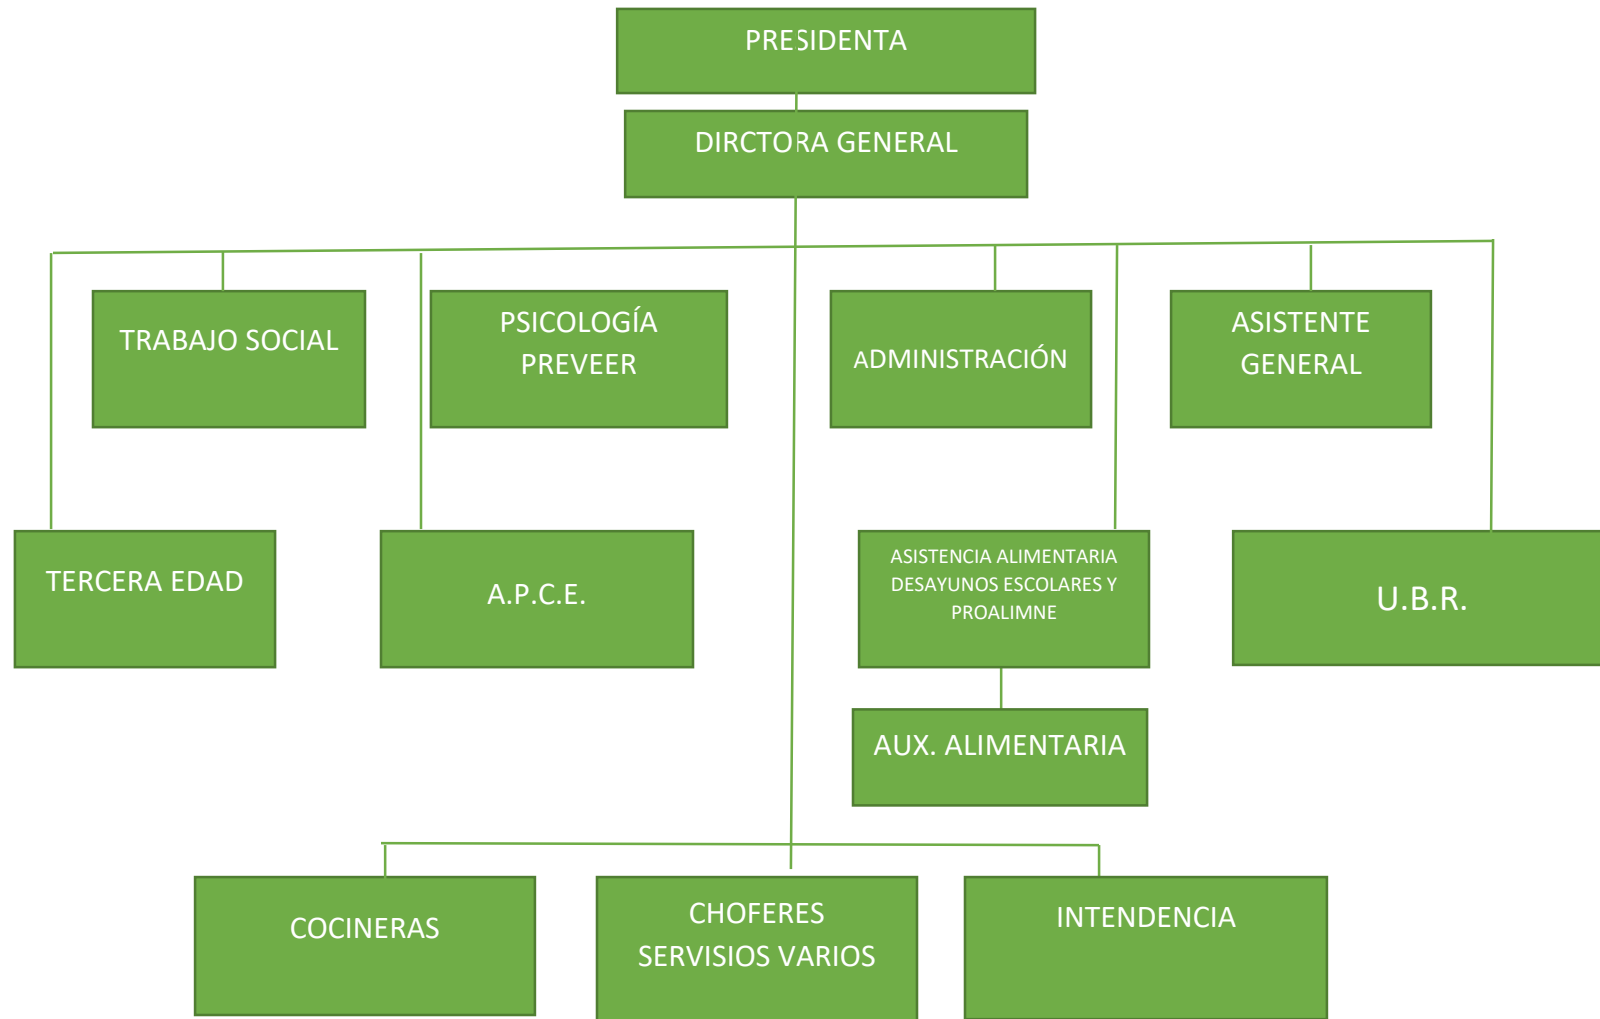 PRESIDENTA
DIRCTORA GENERAL
TRABAJO SOCIAL
PSICOLOGÍA
PREVEER
ADMINISTRACIÓN
ASISTENTE
GENERAL
TERCERA EDAD
A.P.C.E.
ASISTENCIA ALIMENTARIA
DESAYUNOS ESCOLARES Y
PROALIMNE
U.B.R.
AUX. ALIMENTARIA
COCINERAS
CHOFERES
SERVISIOS VARIOS
INTENDENCIA